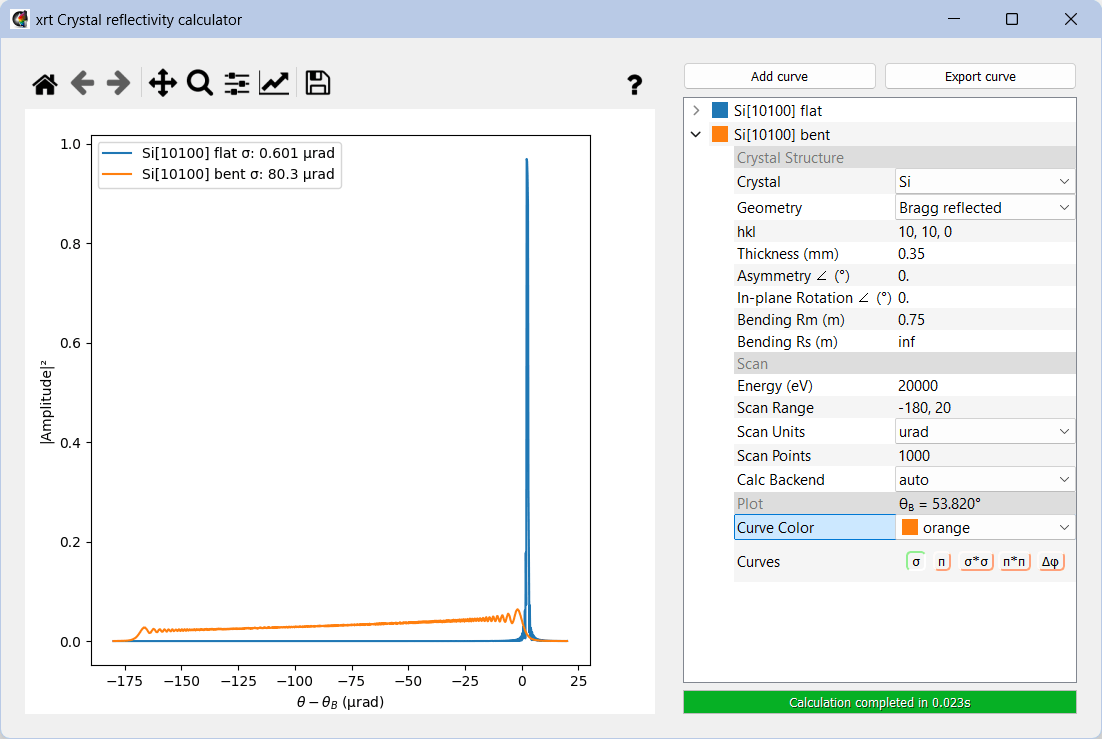 xrt Crystal reflectivity calculator
?
Add curve
Export curve
1.0
0.8
0.6
0.4
0.2
0.0
|Amplitude|²
Si[10100] flat σ: 0.601 µrad
Si[10100] bent σ: 80.3 µrad
−175 −150 −125 −100 −75 −50 −25 0 25
θ − θB (µrad)
Si[10100] flat
Si[10100] bent
Crystal Structure
Crystal Si
Geometry Bragg reflected
hkl 10, 10, 0
Thickness (mm) 0.35
Asymmetry ∠ (°) 0.
In-plane Rotation ∠ (°) 0.
Bending Rm (m) 0.75
Bending Rs (m) inf
Scan
Energy (eV) 20000
Scan Range -180, 20
Scan Units urad
Scan Points 1000
Calc Backend auto
Plot θB = 53.820°
Curve Color orange
Curves σ п σ*σ п*п Δφ
Calculation completed in 0.023s